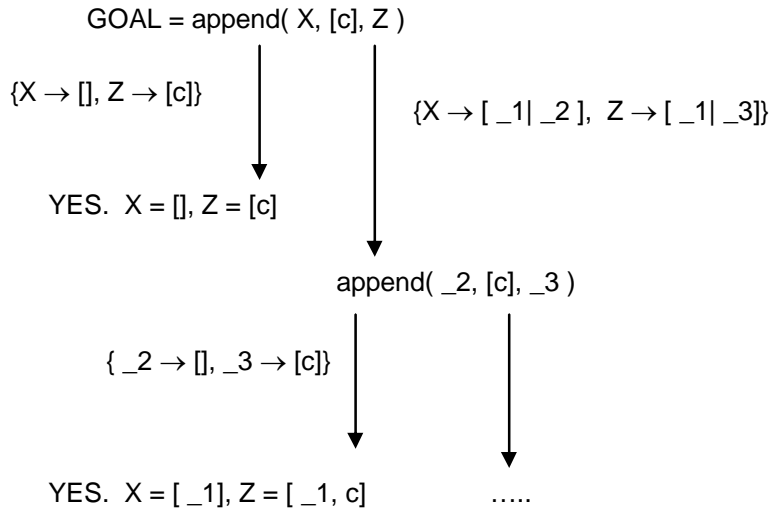 GOAL = append( X, [c], Z )
{X → [], Z → [c]}
{X → [ _1| _2 ], Z → [ _1| _3]}
YES. X = [], Z = [c]
append( _2, [c], _3 )
{ _2 → [], _3 → [c]}
YES. X = [ _1], Z = [ _1, c]
…..